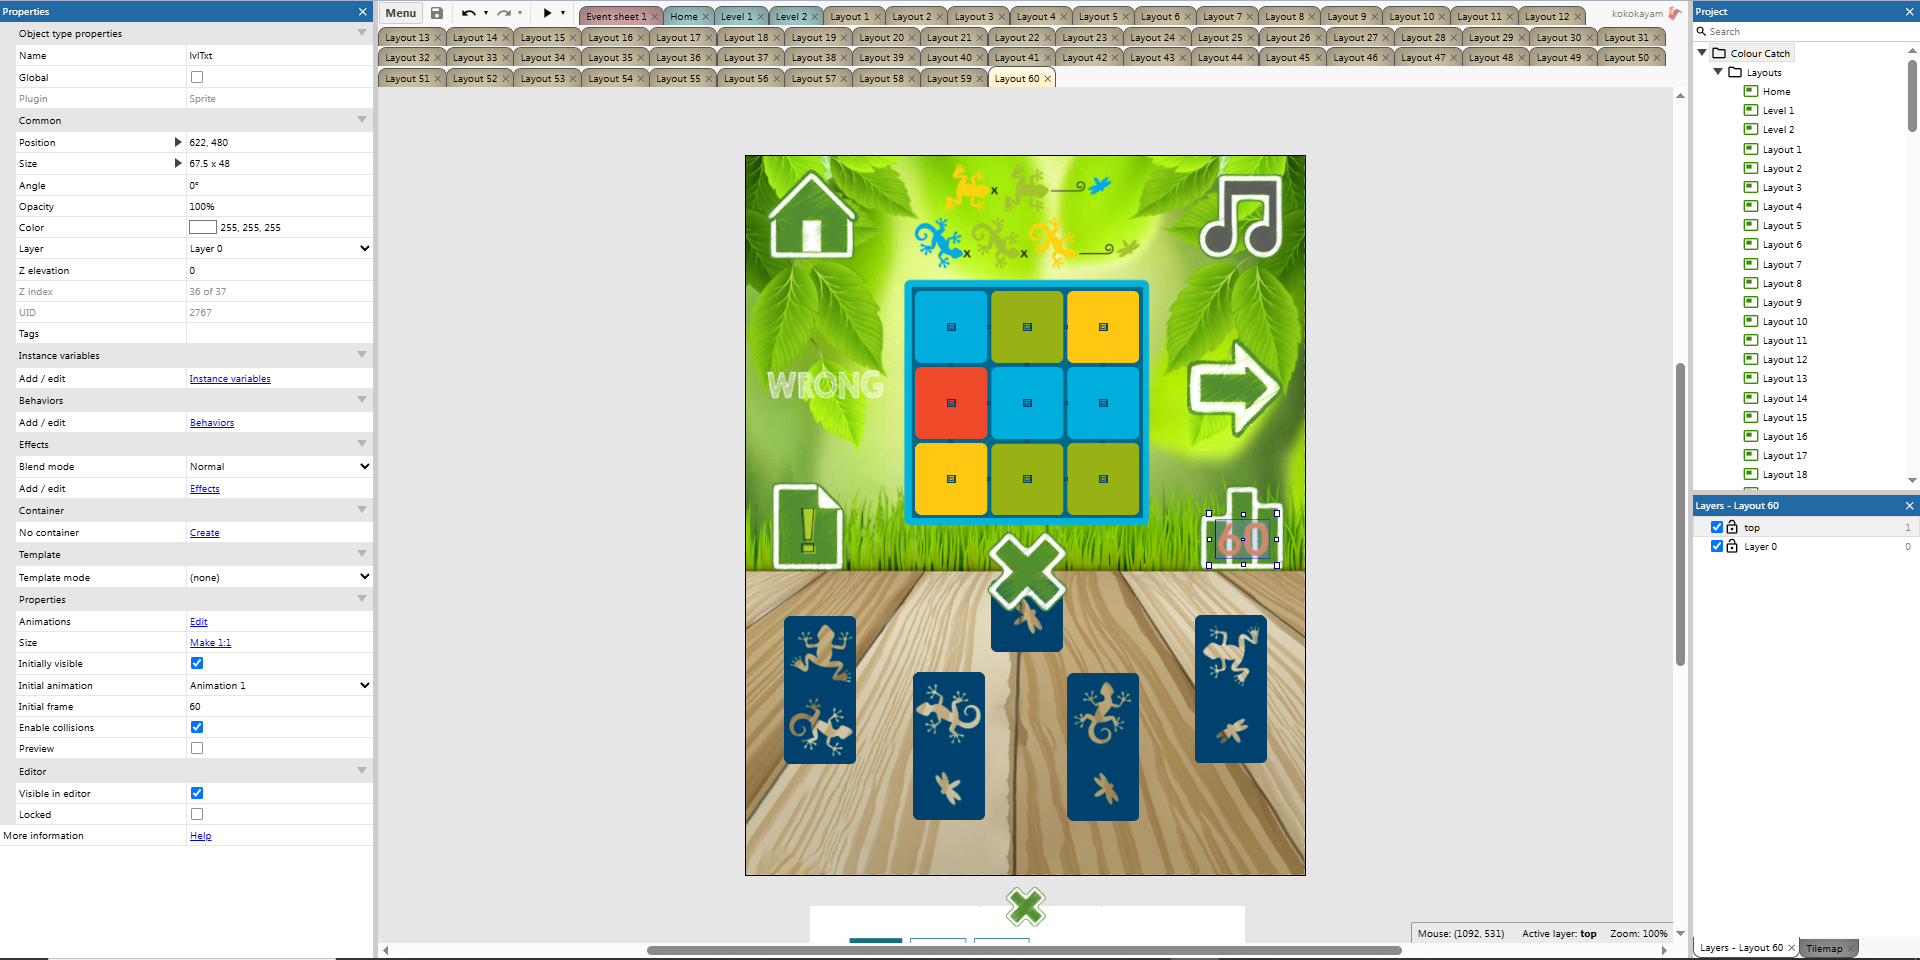 Properties
Object type properties
Name lvlTxt
Global
Plugin Sprite
Common
Position 622, 480
Size 67.5 x 48
Angle 0°
Opacity 100%
Color 255, 255, 255
Layer Layer 0
Z elevation 0
Z index 36 of 37
UID 2767
Tags
Instance variables
Add / edit Instance variables
Behaviors
Add / edit Behaviors
Effects
Blend mode Normal
Add / edit Effects
Container
No container Create
Template
Template mode (none)
Properties
Animations Edit
Size Make 1:1
Initially visible
Initial animation Animation 1
Initial frame 60
Enable collisions
Preview
Editor
Visible in editor
Locked
More information Help
Menu
kokokayam
Event sheet 1 Home Level 1 Level 2 Layout 1 Layout 2 Layout 3 Layout 4 Layout 5 Layout 6 Layout 7 Layout 8 Layout 9 Layout 10 Layout 11 Layout 12
Layout 13 Layout 14 Layout 15 Layout 16 Layout 17 Layout 18 Layout 19 Layout 20 Layout 21 Layout 22 Layout 23 Layout 24 Layout 25 Layout 26 Layout 27 Layout 28 Layout 29 Layout 30 Layout 31
Layout 32 Layout 33 Layout 34 Layout 35 Layout 36 Layout 37 Layout 38 Layout 39 Layout 40 Layout 41 Layout 42 Layout 43 Layout 44 Layout 45 Layout 46 Layout 47 Layout 48 Layout 49 Layout 50
Layout 51 Layout 52 Layout 53 Layout 54 Layout 55 Layout 56 Layout 57 Layout 58 Layout 59 Layout 60
x
x x
WRONG
!
60
Mouse: (1092, 531) Active layer: top Zoom: 100%
Project
Search
Colour Catch
Layouts
Home
Level 1
Level 2
Layout 1
Layout 2
Layout 3
Layout 4
Layout 5
Layout 6
Layout 7
Layout 8
Layout 9
Layout 10
Layout 11
Layout 12
Layout 13
Layout 14
Layout 15
Layout 16
Layout 17
Layout 18
Layers - Layout 60
top 1
Layer 0 0
Layers - Layout 60 Tilemap